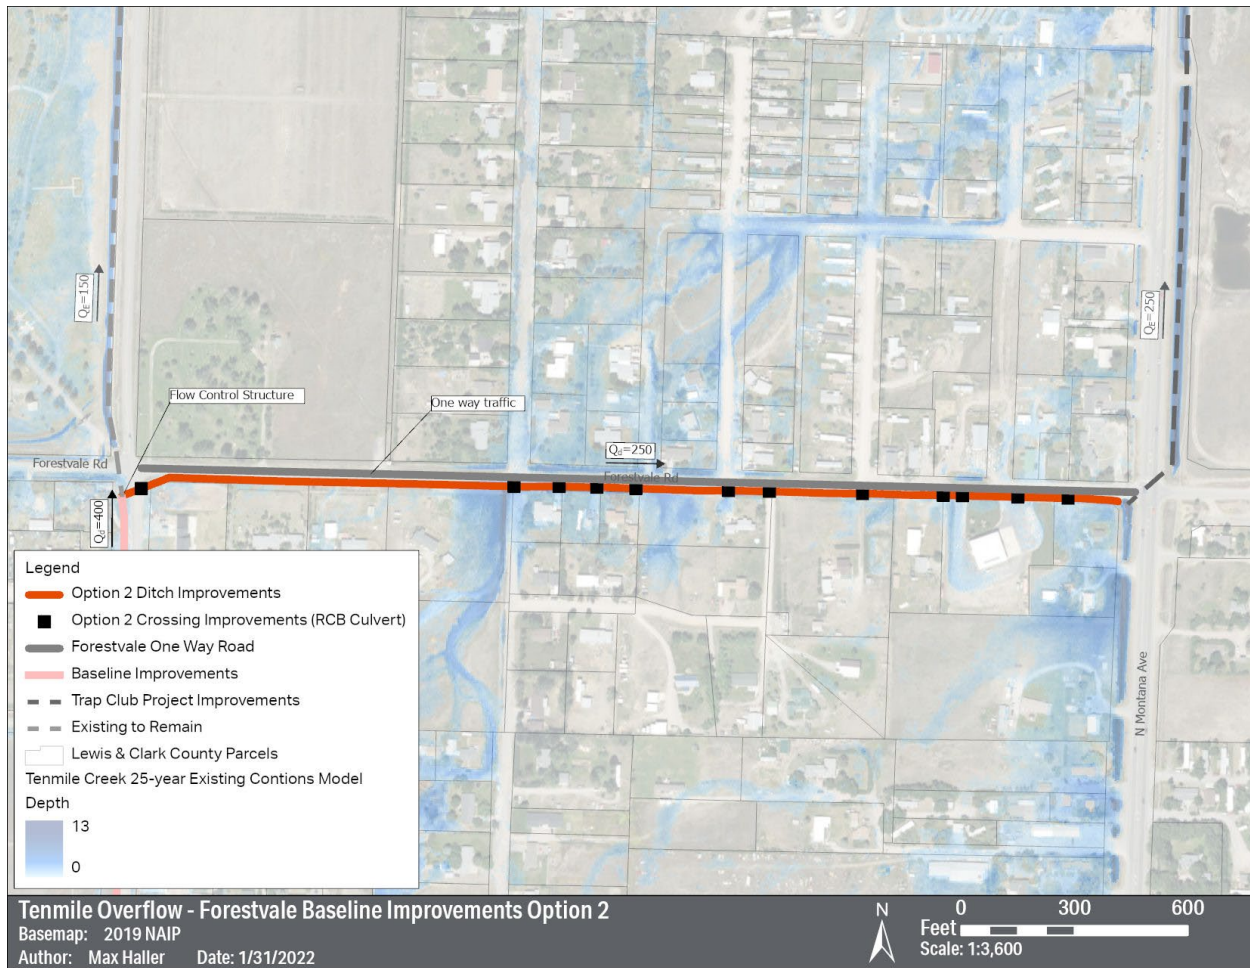 Q_E=150
Q_E=250
Flow Control Structure
One way traffic
Forestvale Rd
Q_d=250
Forestvale Rd
Q_d=400
N Montana Ave
Legend
Option 2 Ditch Improvements
Option 2 Crossing Improvements (RCB Culvert)
Forestvale One Way Road
Baseline Improvements
Trap Club Project Improvements
Existing to Remain
Lewis & Clark County Parcels
Tenmile Creek 25-year Existing Contions Model
Depth
13
0
Tenmile Overflow - Forestvale Baseline Improvements Option 2
Basemap: 2019 NAIP
Author: Max Haller Date: 1/31/2022
N
0 300 600
Feet
Scale: 1:3,600